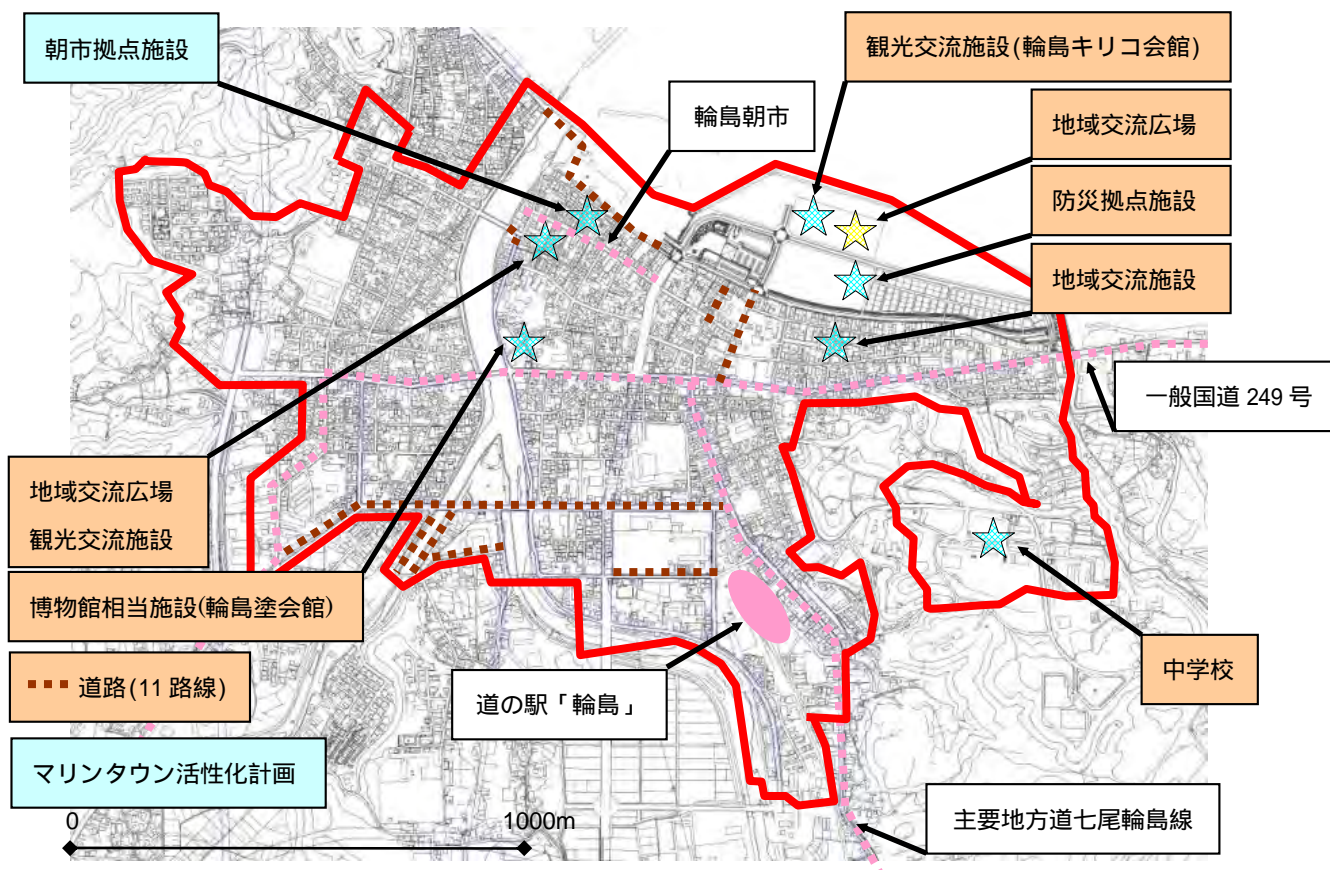 朝市拠点施設
観光交流施設(輪島キリコ会館)
輪島朝市
地域交流広場
防災拠点施設
地域交流施設
一般国道 249 号
地域交流広場
観光交流施設
博物館相当施設(輪島塗会館)
道路(11 路線)
道の駅「輪島」
中学校
マリンタウン活性化計画
主要地方道七尾輪島線
0
1000m